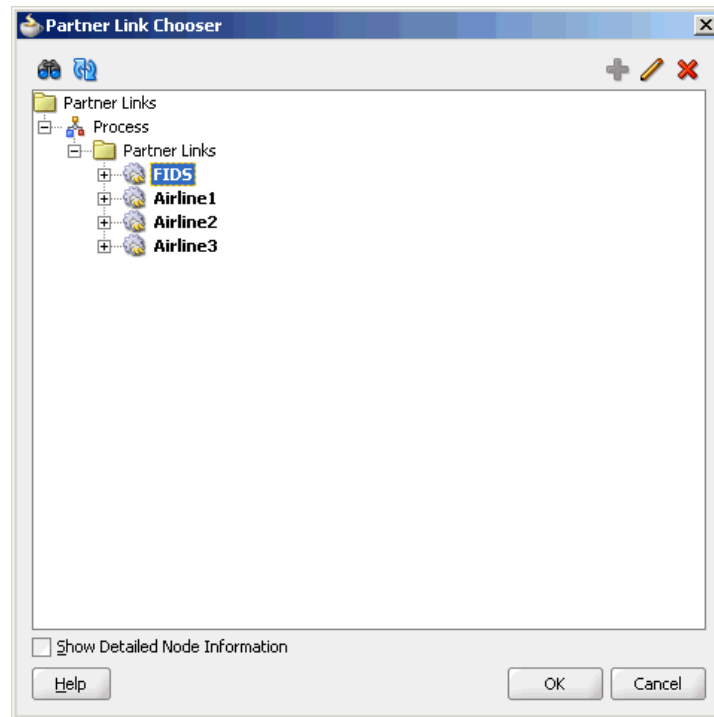 Partner Link Chooser
Partner Links
Process
Partner Links
FIDS
Airline1
Airline2
Airline3
Show Detailed Node Information
Help OK Cancel